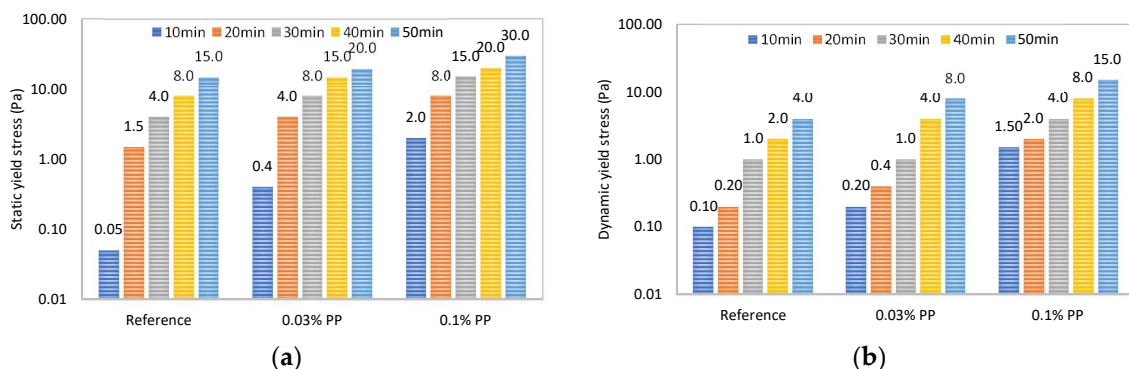 100.00
10.00
1.00
0.10
0.01
Static yield stress (Pa)
10min 20min 30min 40min 50min
0.05 1.5 4.0 8.0 15.0
0.4 4.0 8.0 15.0 20.0
2.0 8.0 15.0 20.0 30.0
Reference 0.03% PP 0.1% PP
(a)
100.00
10.00
1.00
0.10
0.01
Dynamic yield stress (Pa)
10min 20min 30min 40min 50min
0.10 0.20 1.0 2.0 4.0
0.20 0.4 1.0 4.0 8.0
1.50 2.0 4.0 8.0 15.0
Reference 0.03% PP 0.1% PP
(b)